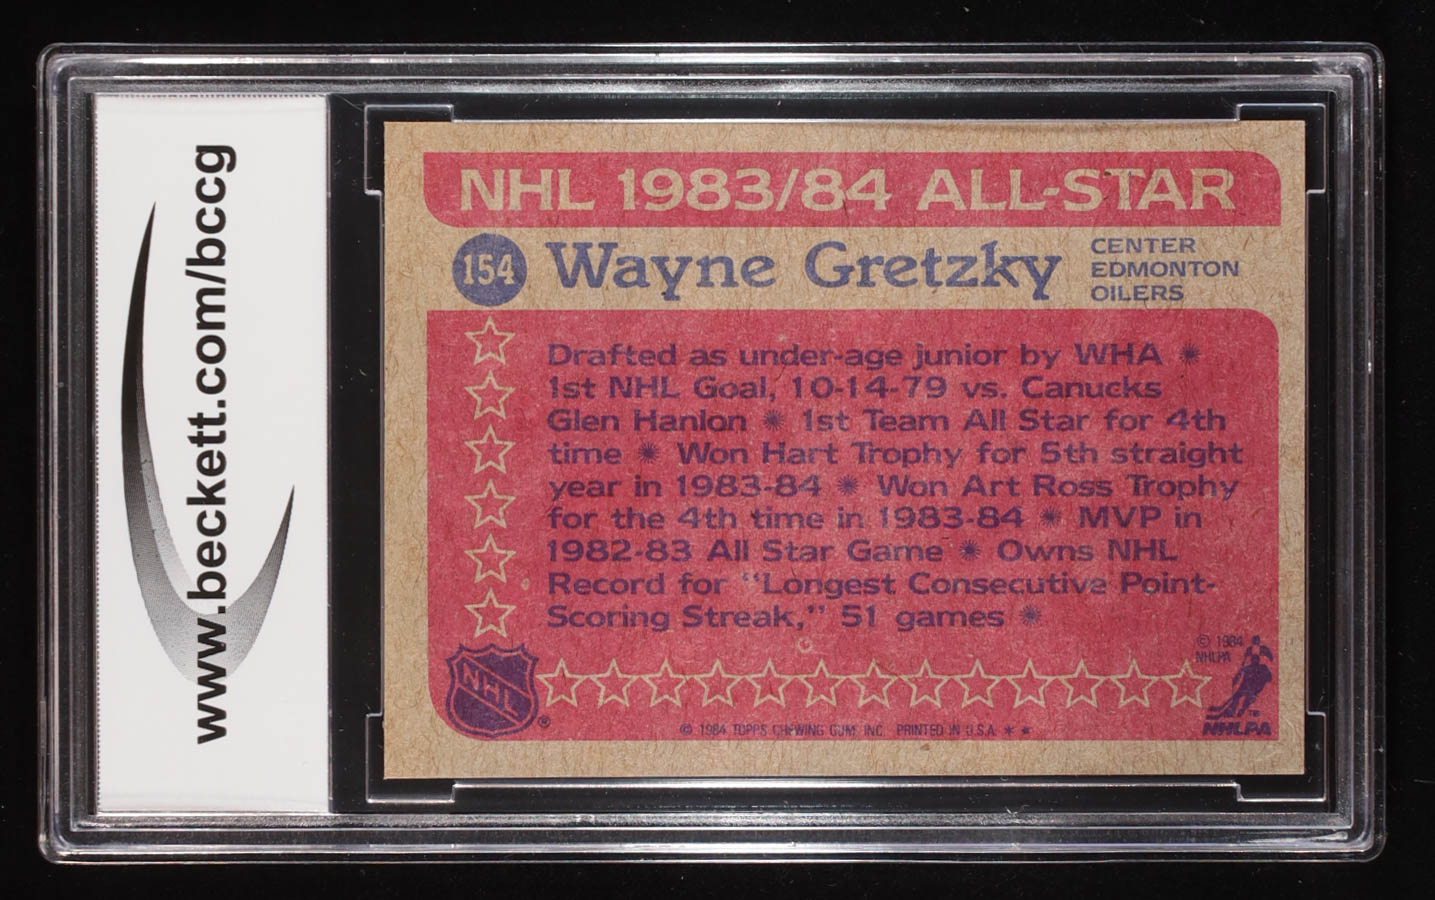 www.beckett.com/bccg
NHL 1983/84 ALL-STAR
154 Wayne Gretzky
CENTER
EDMONTON
OILERS
Drafted as under-age junior by WHA ✺
1st NHL Goal, 10-14-79 vs. Canucks
Glen Hanlon ✺ 1st Team All Star for 4th
time ✺ Won Hart Trophy for 5th straight
year in 1983-84 ✺ Won Art Ross Trophy
for the 4th time in 1983-84 ✺ MVP in
1982-83 All Star Game ✺ Owns NHL
Record for "Longest Consecutive Point-
Scoring Streak," 51 games ✺
© 1984
NHLPA
NHL ®
NHLPA
© 1984 TOPPS CHEWING GUM, INC. PRINTED IN U.S.A. * *